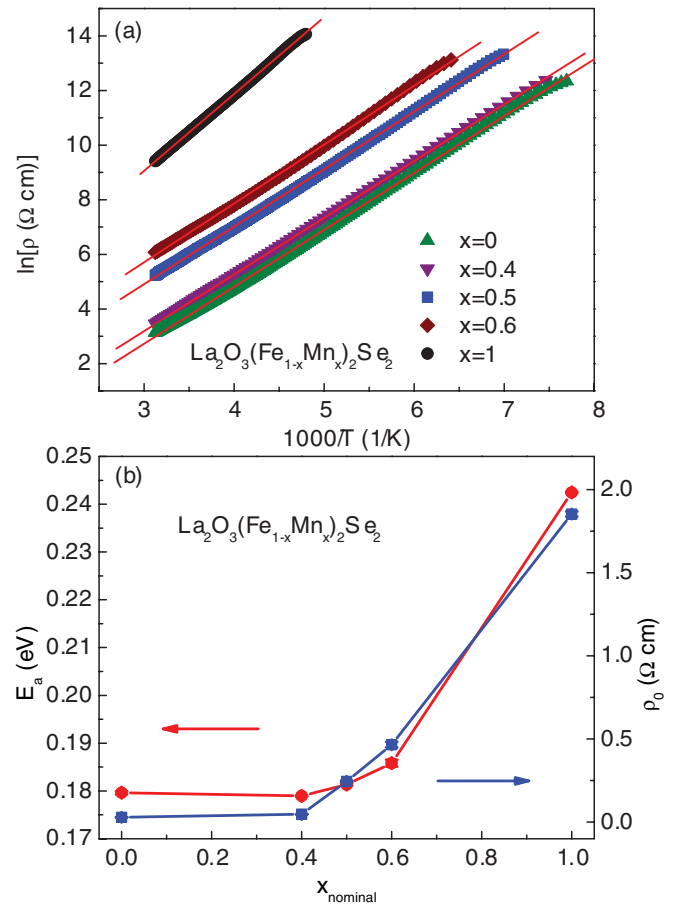 (a)
14
12
10
8
6
4
2
ln[ρ (Ω cm)]
x=0
x=0.4
x=0.5
x=0.6
x=1
La₂O₃(Fe₁₋ₓMnₓ)₂Se₂
3 4 5 6 7 8
1000/T (1/K)
(b)
La₂O₃(Fe₁₋ₓMnₓ)₂Se₂
0.25
0.24
0.23
0.22
0.21
0.20
0.19
0.18
0.17
E_a (eV)
2.0
1.5
1.0
0.5
0.0
ρ₀ (Ω cm)
0.0 0.2 0.4 0.6 0.8 1.0
x_nominal